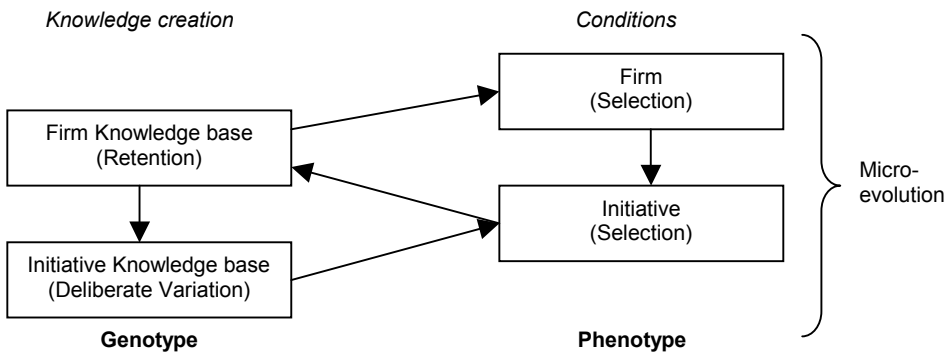 Knowledge creation
Conditions
Firm
(Selection)
Firm Knowledge base
(Retention)
Micro-
evolution
Initiative
(Selection)
Initiative Knowledge base
(Deliberate Variation)
Genotype
Phenotype